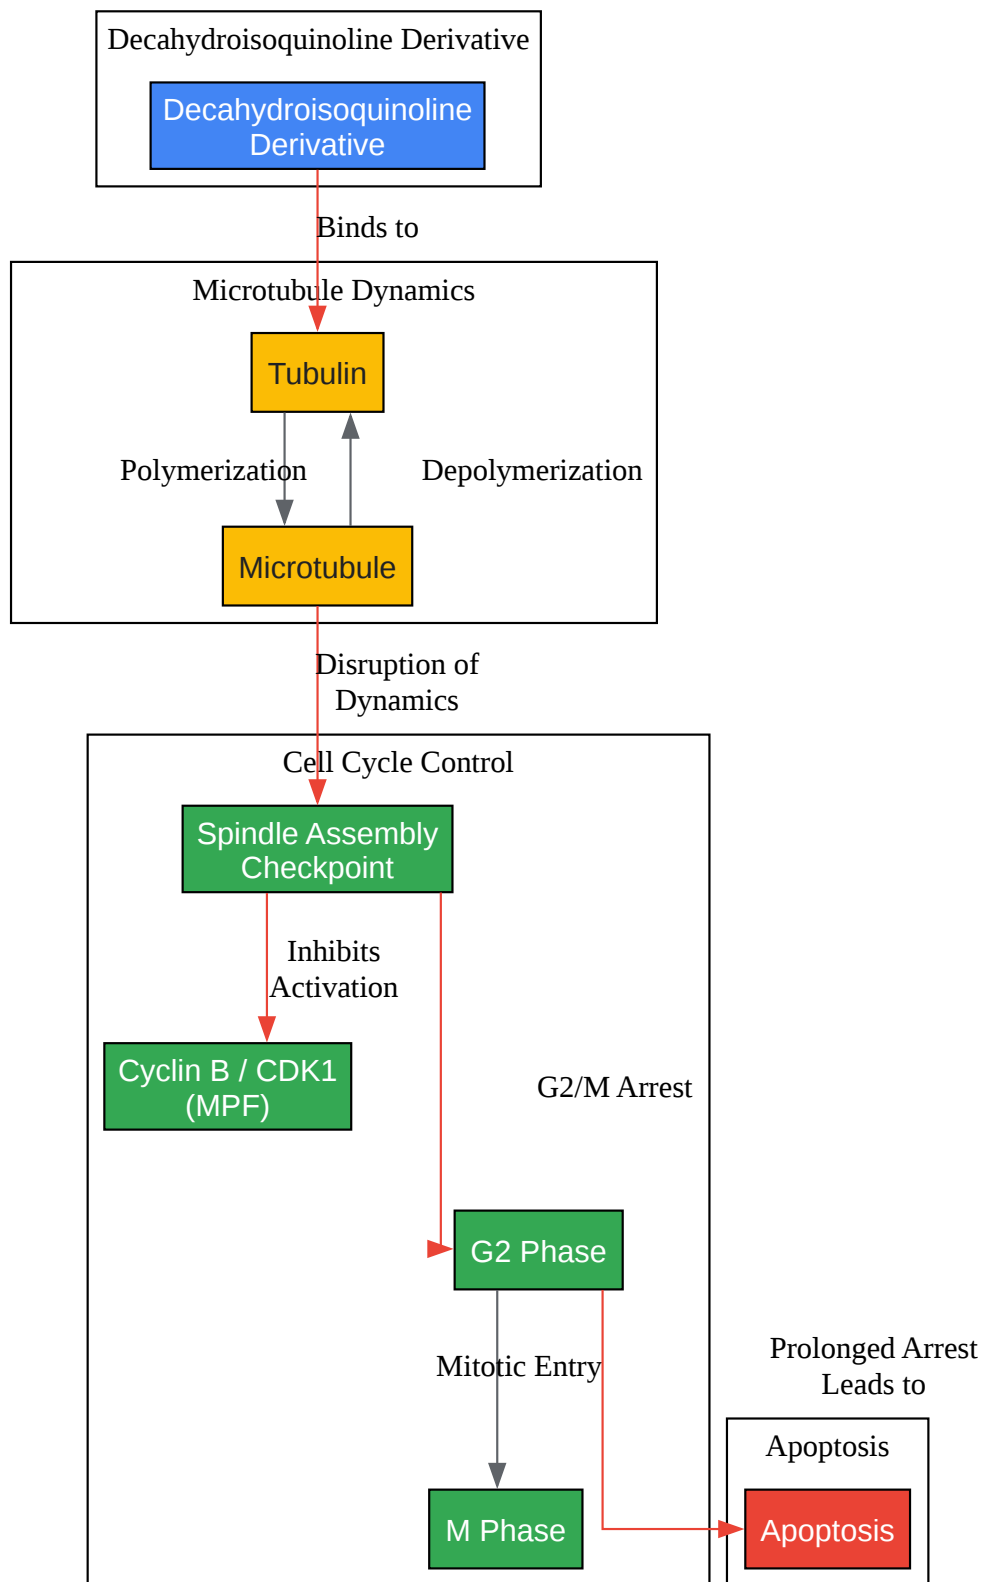 Decahydroisoquinoline Derivative
Decahydroisoquinoline
Derivative
Binds to
Microtubule Dynamics
Tubulin
Polymerization
Depolymerization
Microtubule
Disruption of
Dynamics
Cell Cycle Control
Spindle Assembly
Checkpoint
Inhibits
Activation
Cyclin B / CDK1
(MPF)
G2/M Arrest
G2 Phase
Mitotic Entry
Prolonged Arrest
Leads to
Apoptosis
M Phase
Apoptosis